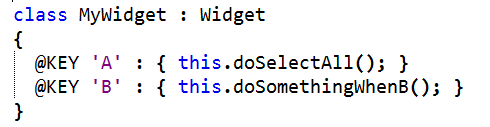 class MyWidget : Widget
{
@KEY 'A' : { this.doSelectAll(); }
@KEY 'B' : { this.doSomethingWhenB(); }
}